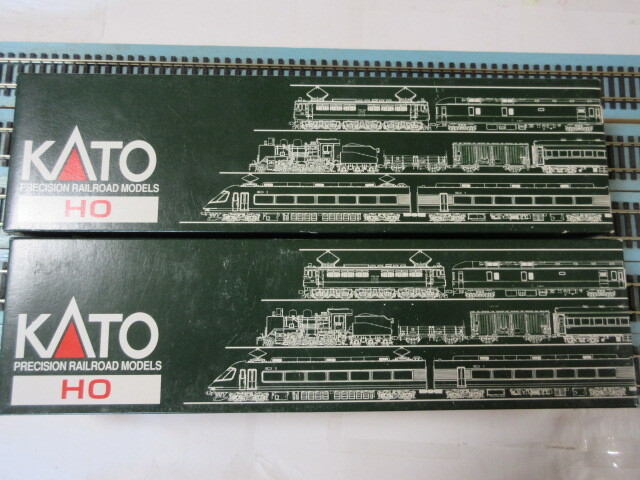 KATO
PRECISION RAILROAD MODELS
HO
KATO
PRECISION RAILROAD MODELS
HO